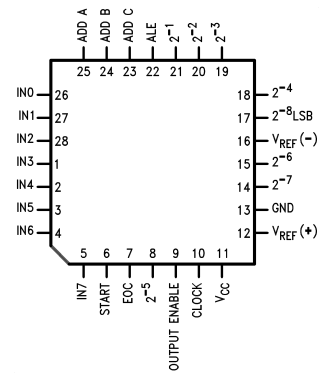 ADD A
ADD B
ADD C
ALE
2⁻¹
2⁻²
2⁻³
25 24 23 22 21 20 19
IN0 26
IN1 27
IN2 28
IN3 1
IN4 2
IN5 3
IN6 4
18 2⁻⁴
17 2⁻⁸LSB
16 VREF(−)
15 2⁻⁶
14 2⁻⁷
13 GND
12 VREF(+)
5 6 7 8 9 10 11
IN7
START
EOC
2⁻⁵
OUTPUT ENABLE
CLOCK
VCC